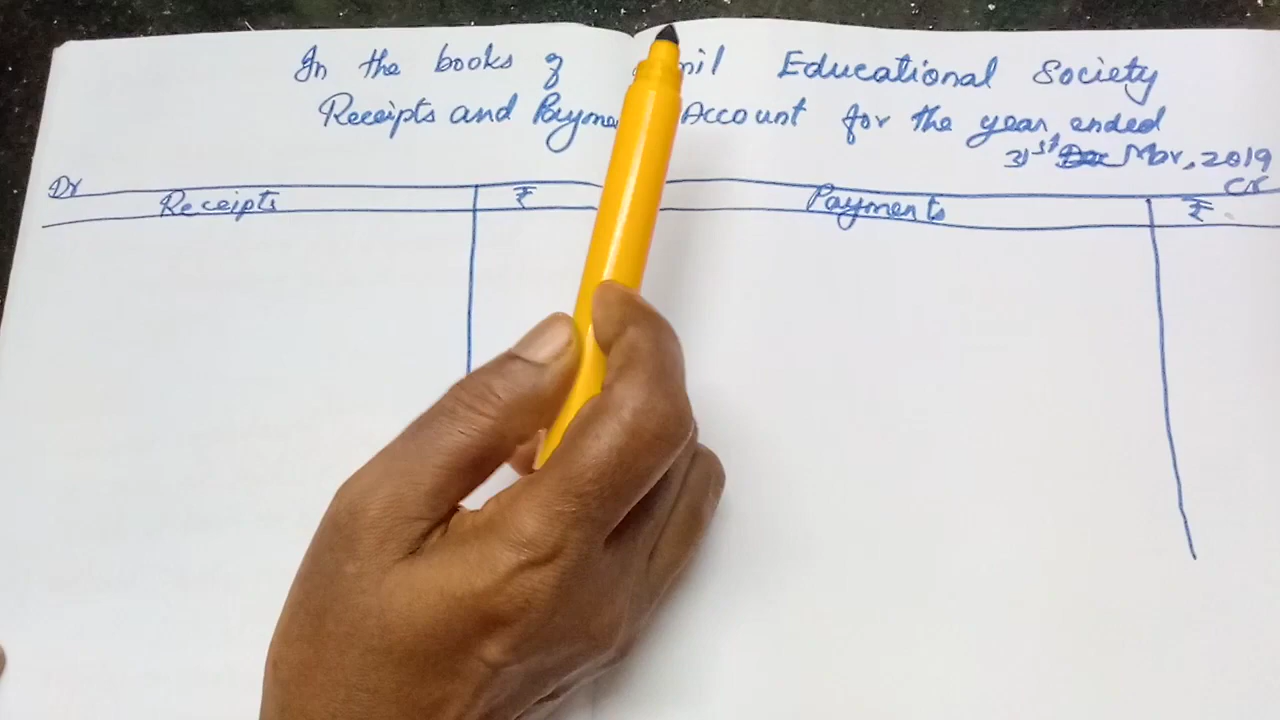 In the books of Educational Society
Receipts and Payme Account for the year ended
31st Mar, 2019
Dr Cr
Receipts ₹ Payments ₹